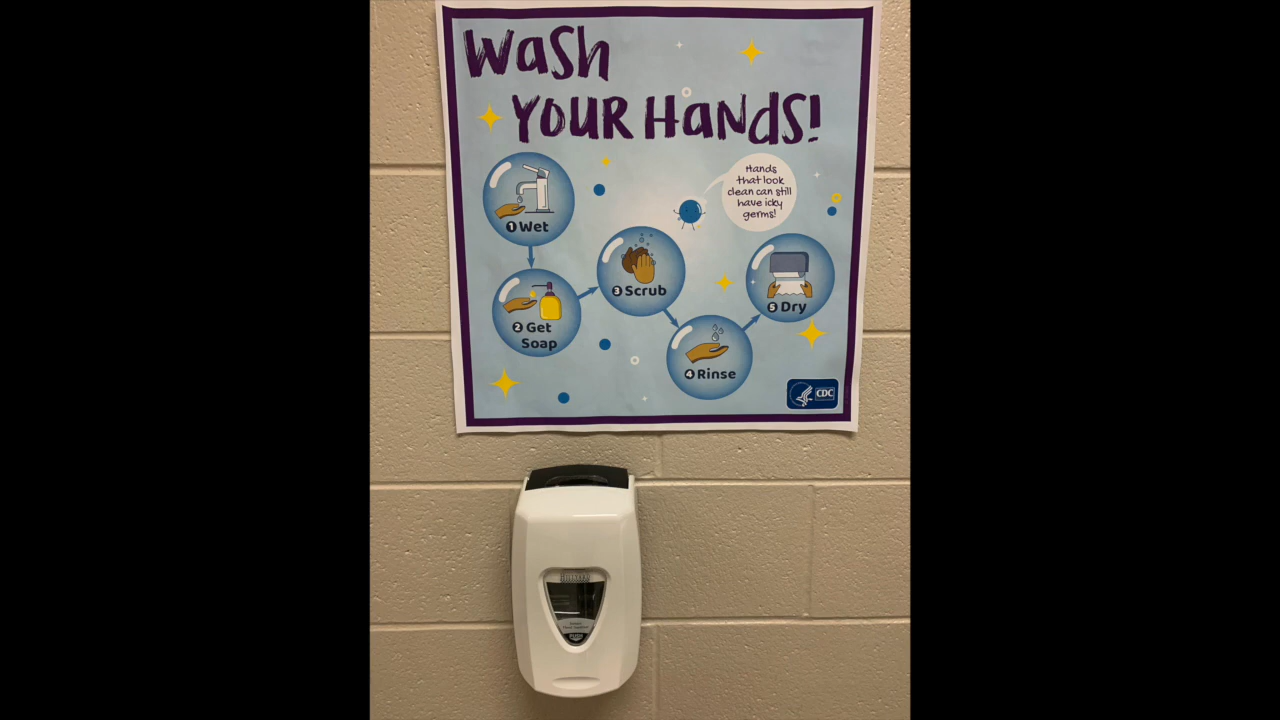 Wash
YOUR HANDS!
Hands
that look
clean can still
have icky
germs!
1 Wet
2 Get
Soap
3 Scrub
4 Rinse
5 Dry
CDC
PUSH